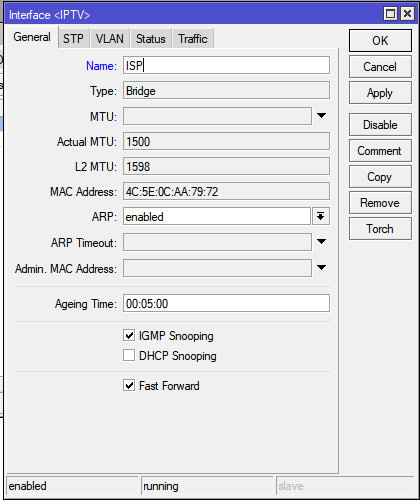 Interface <IPTV>
General STP VLAN Status Traffic
Name: ISP
Type: Bridge
MTU:
Actual MTU: 1500
L2 MTU: 1598
MAC Address: 4C:5E:0C:AA:79:72
ARP: enabled
ARP Timeout:
Admin. MAC Address:
Ageing Time: 00:05:00
IGMP Snooping
DHCP Snooping
Fast Forward
OK
Cancel
Apply
Disable
Comment
Copy
Remove
Torch
enabled running slave